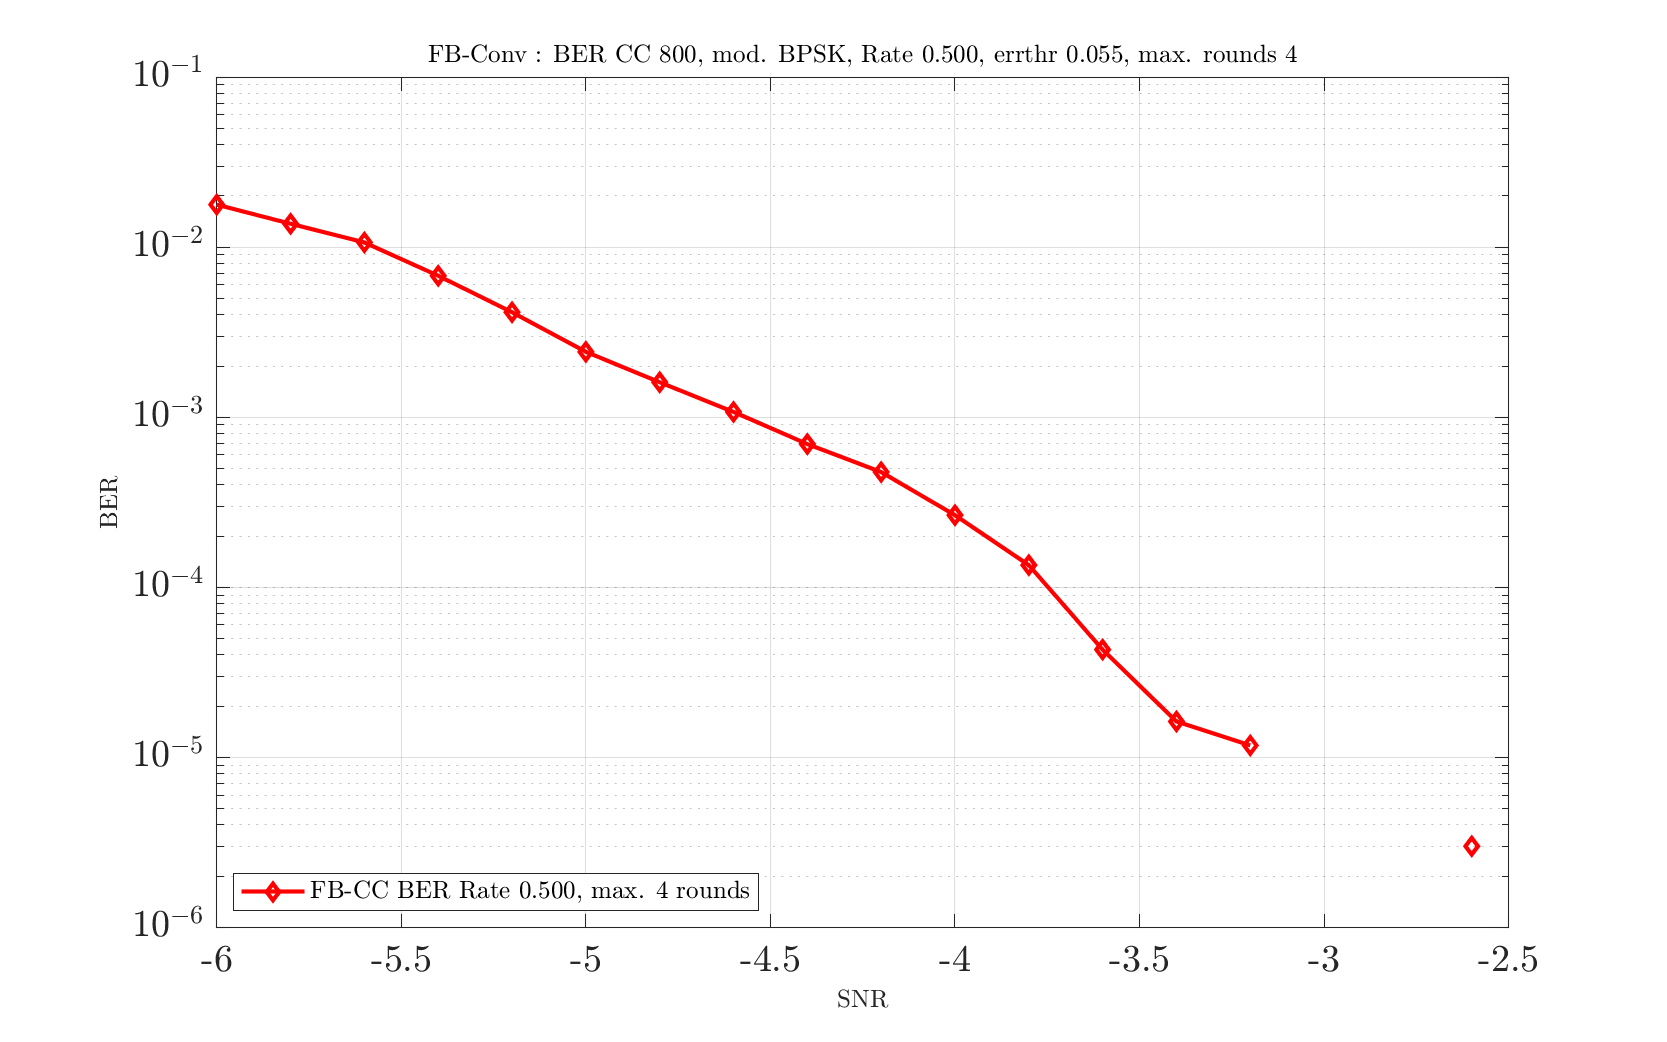 FB-Conv : BER CC 800, mod. BPSK, Rate 0.500, errthr 0.055, max. rounds 4
10^{-1}
10^{-2}
10^{-3}
10^{-4}
10^{-5}
10^{-6}
BER
FB-CC BER Rate 0.500, max. 4 rounds
-6 -5.5 -5 -4.5 -4 -3.5 -3 -2.5
SNR